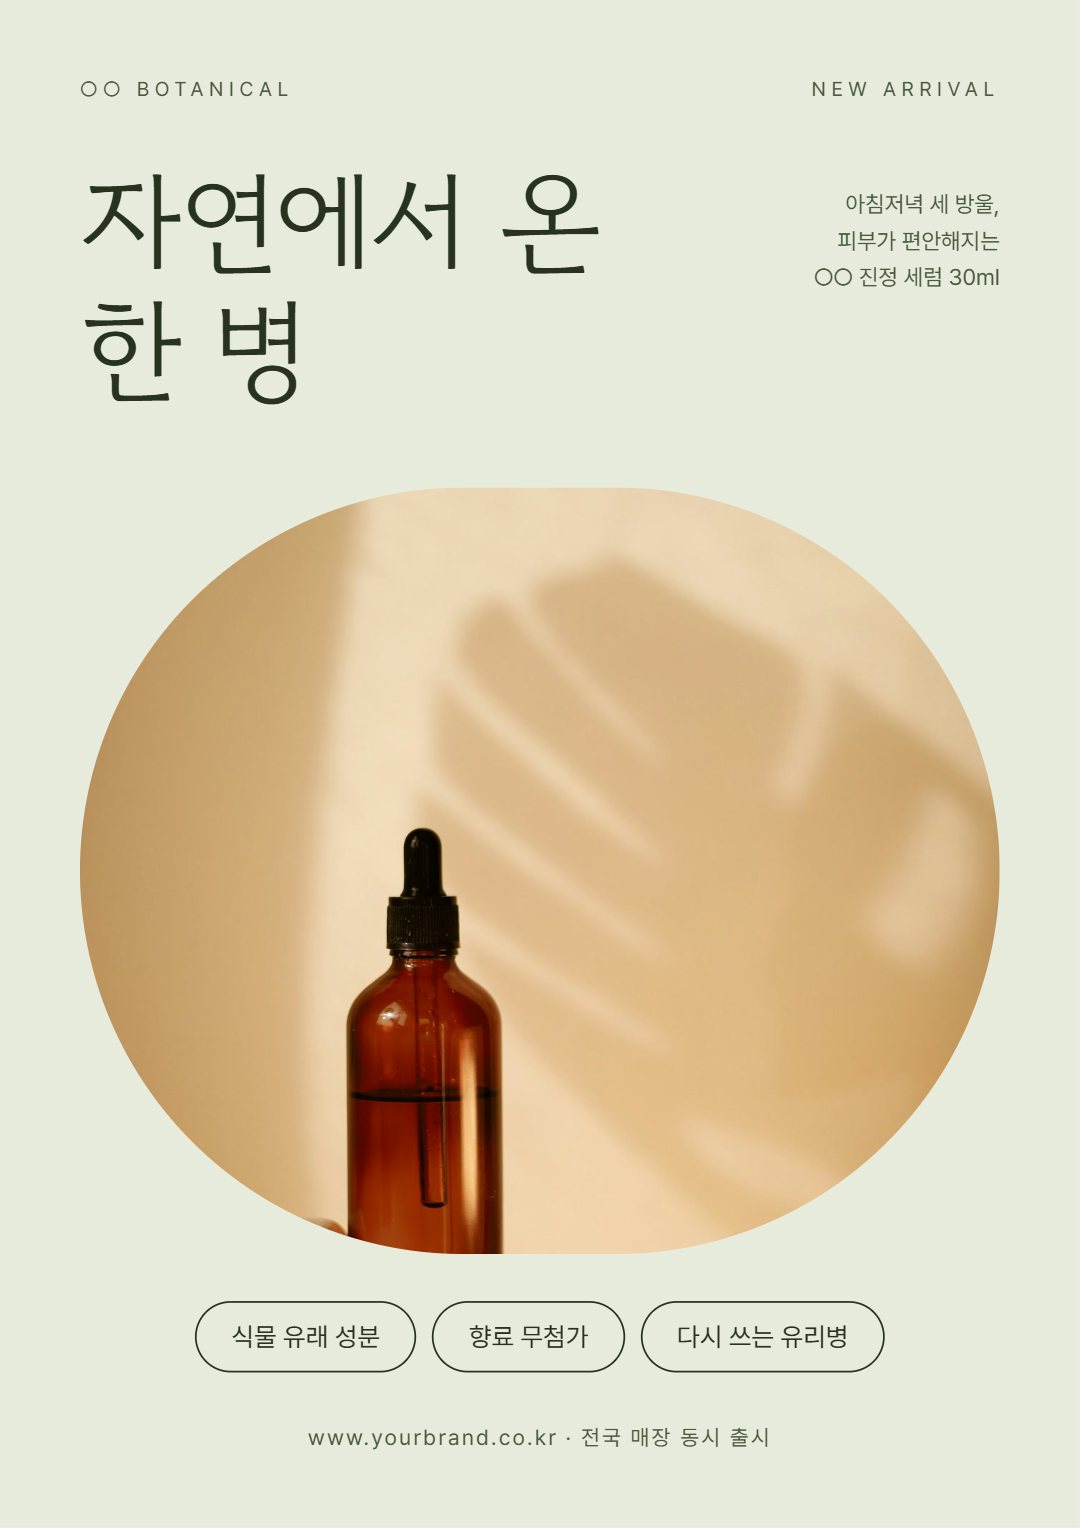 ○○ BOTANICAL
NEW ARRIVAL
자연에서 온
한 병
아침저녁 세 방울,
피부가 편안해지는
○○ 진정 세럼 30ml
식물 유래 성분
향료 무첨가
다시 쓰는 유리병
www.yourbrand.co.kr · 전국 매장 동시 출시